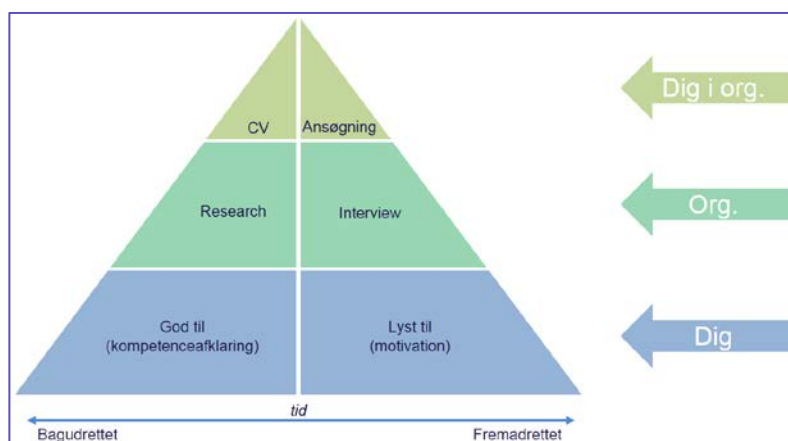 Dig i org.
CV
Ansøgning
Research
Interview
Org.
God til
(kompetenceafklaring)
Lyst til
(motivation)
Dig
tid
Bagudrettet
Fremadrettet